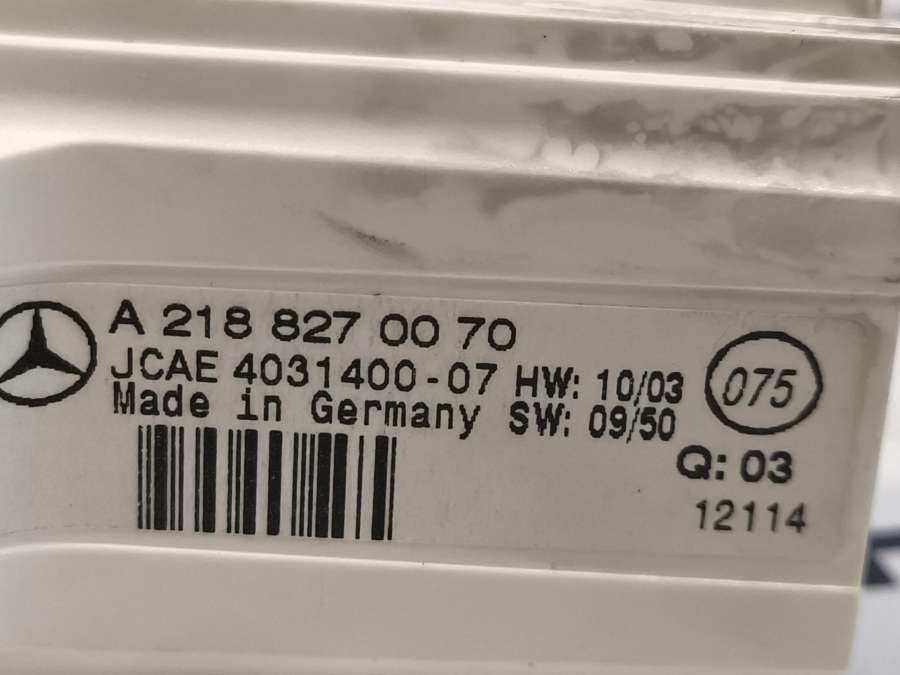 A 218 827 00 70
JCAE 4031400-07 HW: 10/03
Made in Germany SW: 09/50
075
Q: 03
12114